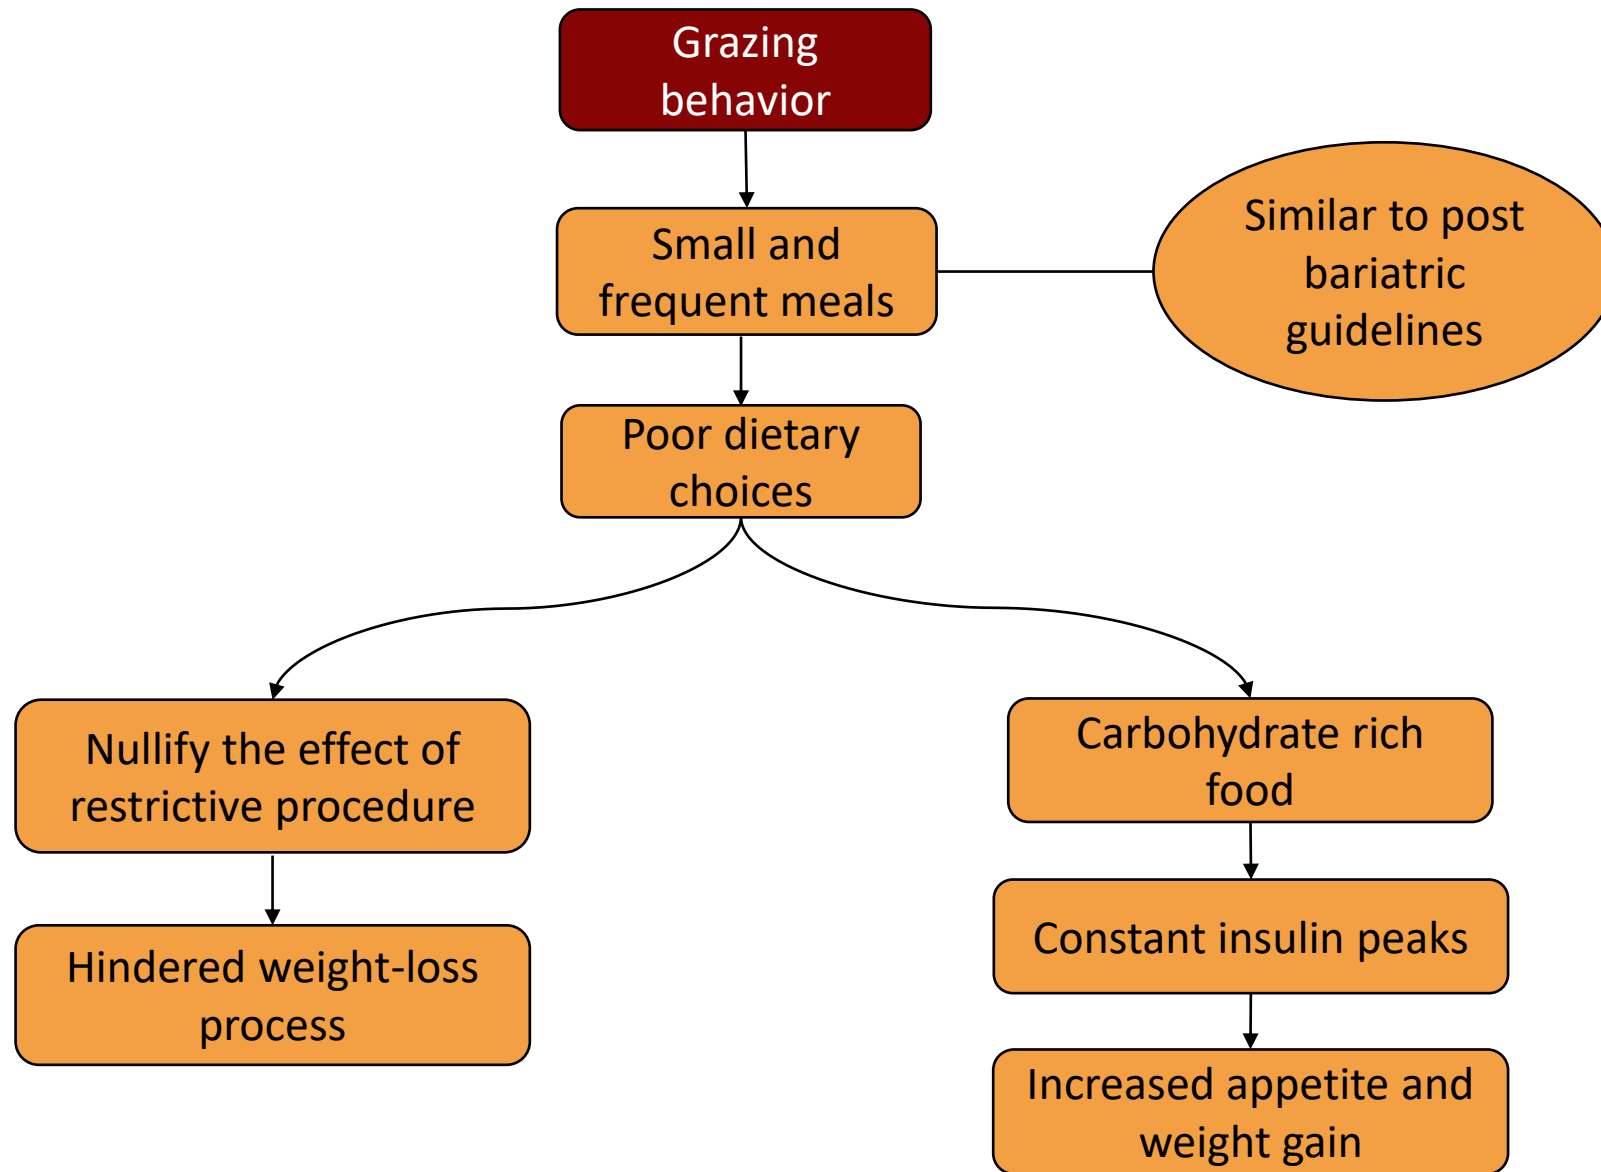 Grazing
behavior
Small and
frequent meals
Similar to post
bariatric
guidelines
Poor dietary
choices
Nullify the effect of
restrictive procedure
Hindered weight-loss
process
Carbohydrate rich
food
Constant insulin peaks
Increased appetite and
weight gain